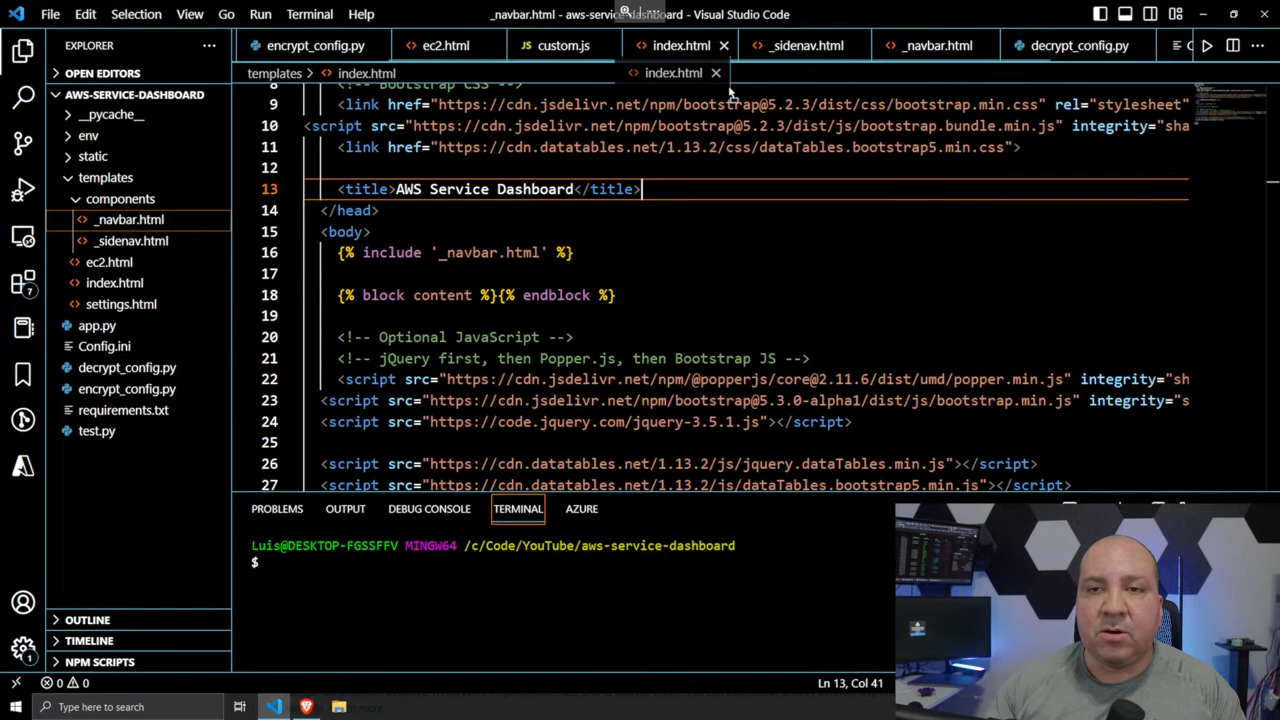 File Edit Selection View Go Run Terminal Help
_navbar.html - aws-service-dashboard - Visual Studio Code
EXPLORER
OPEN EDITORS
AWS-SERVICE-DASHBOARD
__pycache__
env
static
templates
components
_navbar.html
_sidenav.html
ec2.html
index.html
settings.html
app.py
Config.ini
decrypt_config.py
encrypt_config.py
requirements.txt
test.py
OUTLINE
TIMELINE
NPM SCRIPTS
7
1
encrypt_config.py ec2.html custom.js index.html _sidenav.html _navbar.html decrypt_config.py
templates > index.html
index.html
8 <!-- Bootstrap CSS -->
9 <link href="https://cdn.jsdelivr.net/npm/bootstrap@5.2.3/dist/css/bootstrap.min.css" rel="stylesheet"
10 <script src="https://cdn.jsdelivr.net/npm/bootstrap@5.2.3/dist/js/bootstrap.bundle.min.js" integrity="sha
11 <link href="https://cdn.datatables.net/1.13.2/css/dataTables.bootstrap5.min.css">
12
13 <title>AWS Service Dashboard</title>
14 </head>
15 <body>
16 {% include '_navbar.html' %}
17
18 {% block content %}{% endblock %}
19
20 <!-- Optional JavaScript -->
21 <!-- jQuery first, then Popper.js, then Bootstrap JS -->
22 <script src="https://cdn.jsdelivr.net/npm/@popperjs/core@2.11.6/dist/umd/popper.min.js" integrity="sh
23 <script src="https://cdn.jsdelivr.net/npm/bootstrap@5.3.0-alpha1/dist/js/bootstrap.min.js" integrity="s
24 <script src="https://code.jquery.com/jquery-3.5.1.js"></script>
25
26 <script src="https://cdn.datatables.net/1.13.2/js/jquery.dataTables.min.js"></script>
27 <script src="https://cdn.datatables.net/1.13.2/js/dataTables.bootstrap5.min.js"></script>
PROBLEMS OUTPUT DEBUG CONSOLE TERMINAL AZURE
Luis@DESKTOP-FGSSFFV MINGW64 /c/Code/YouTube/aws-service-dashboard
$
0 0
Ln 13, Col 41
Type here to search